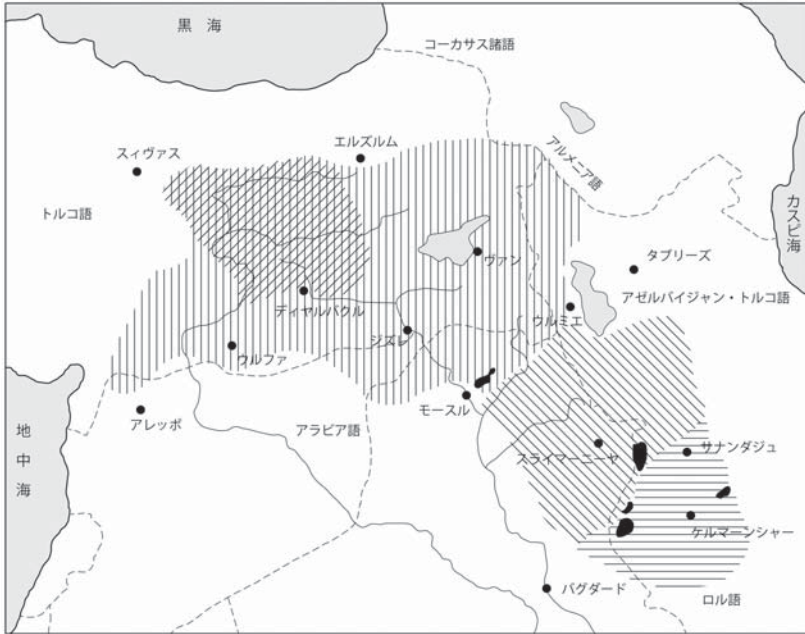 黒 海
コーカサス諸語
エルズルム
スィヴァス
アルメニア語
トルコ語
カスピ海
ヴァン
タブリーズ
アゼルバイジャン・トルコ語
ディヤルバクル
ウルミエ
ジズレ
ウルファ
モースル
アレッポ
アラビア語
地中海
スライマーニーヤ
サナンダジュ
ケルマーンシャー
バグダード
ロル語